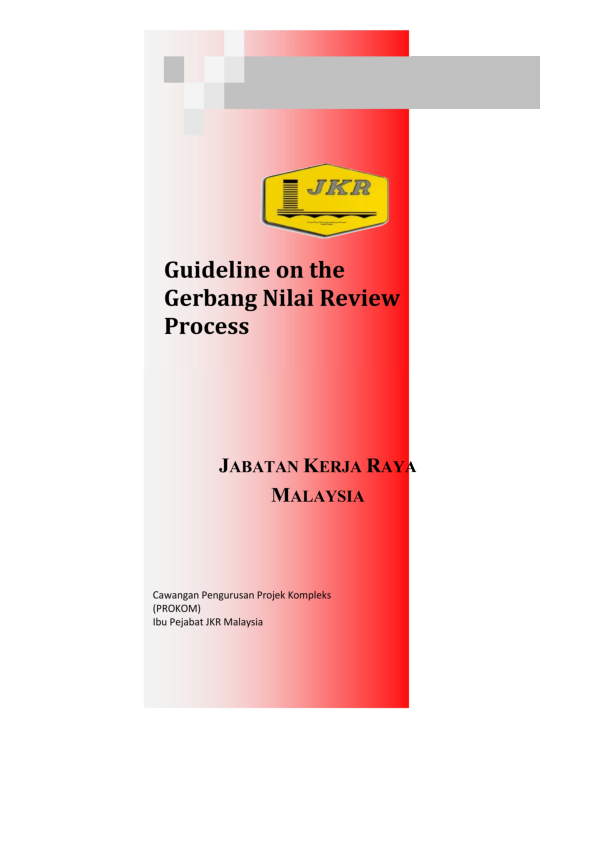 JKR
Guideline on the
Gerbang Nilai Review
Process
JABATAN KERJA RAYA
MALAYSIA
Cawangan Pengurusan Projek Kompleks
(PROKOM)
Ibu Pejabat JKR Malaysia